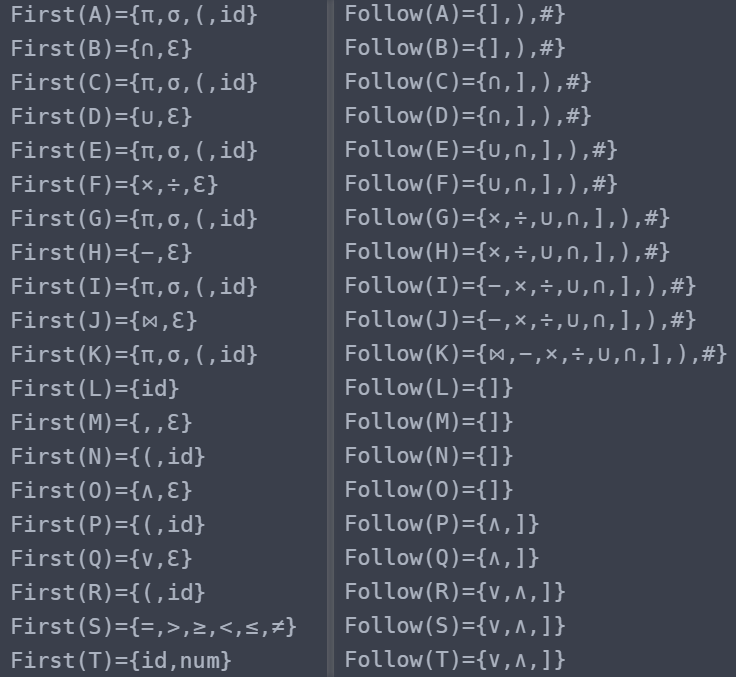 First(A)={π,σ,(,id}
First(B)={∩,Ɛ}
First(C)={π,σ,(,id}
First(D)={∪,Ɛ}
First(E)={π,σ,(,id}
First(F)={×,÷,Ɛ}
First(G)={π,σ,(,id}
First(H)={−,Ɛ}
First(I)={π,σ,(,id}
First(J)={⋈,Ɛ}
First(K)={π,σ,(,id}
First(L)={id}
First(M)={,,Ɛ}
First(N)={(,id}
First(O)={∧,Ɛ}
First(P)={(,id}
First(Q)={∨,Ɛ}
First(R)={(,id}
First(S)={=,>,≥,<,≤,≠}
First(T)={id,num}
Follow(A)={],),#}
Follow(B)={],),#}
Follow(C)={∩,],),#}
Follow(D)={∩,],),#}
Follow(E)={∪,∩,],),#}
Follow(F)={∪,∩,],),#}
Follow(G)={×,÷,∪,∩,],),#}
Follow(H)={×,÷,∪,∩,],),#}
Follow(I)={−,×,÷,∪,∩,],),#}
Follow(J)={−,×,÷,∪,∩,],),#}
Follow(K)={⋈,−,×,÷,∪,∩,],),#}
Follow(L)={]}
Follow(M)={]}
Follow(N)={]}
Follow(O)={]}
Follow(P)={∧,]}
Follow(Q)={∧,]}
Follow(R)={∨,∧,]}
Follow(S)={∨,∧,]}
Follow(T)={∨,∧,]}